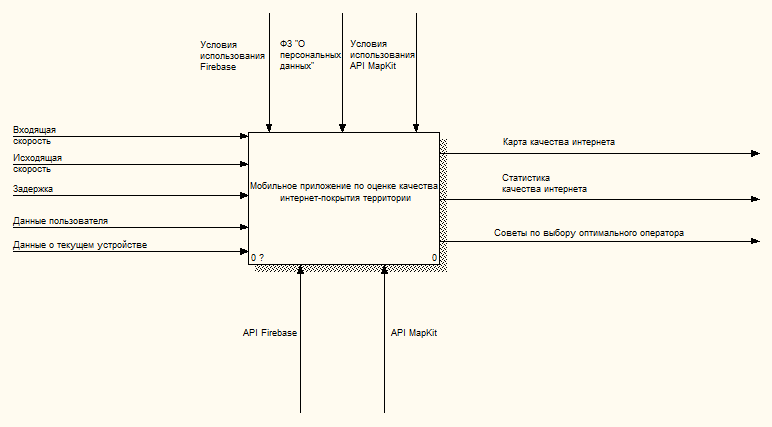 Условия
использования
Firebase
ФЗ "О
персональных
данных"
Условия
использования
API MapKit
Входящая
скорость
Исходящая
скорость
Задержка
Данные пользователя
Данные о текущем устройстве
Мобильное приложение по оценке качества
интернет-покрытия территории
0 ?
0
Карта качества интернета
Статистика
качества интернета
Советы по выбору оптимального оператора
API Firebase
API MapKit